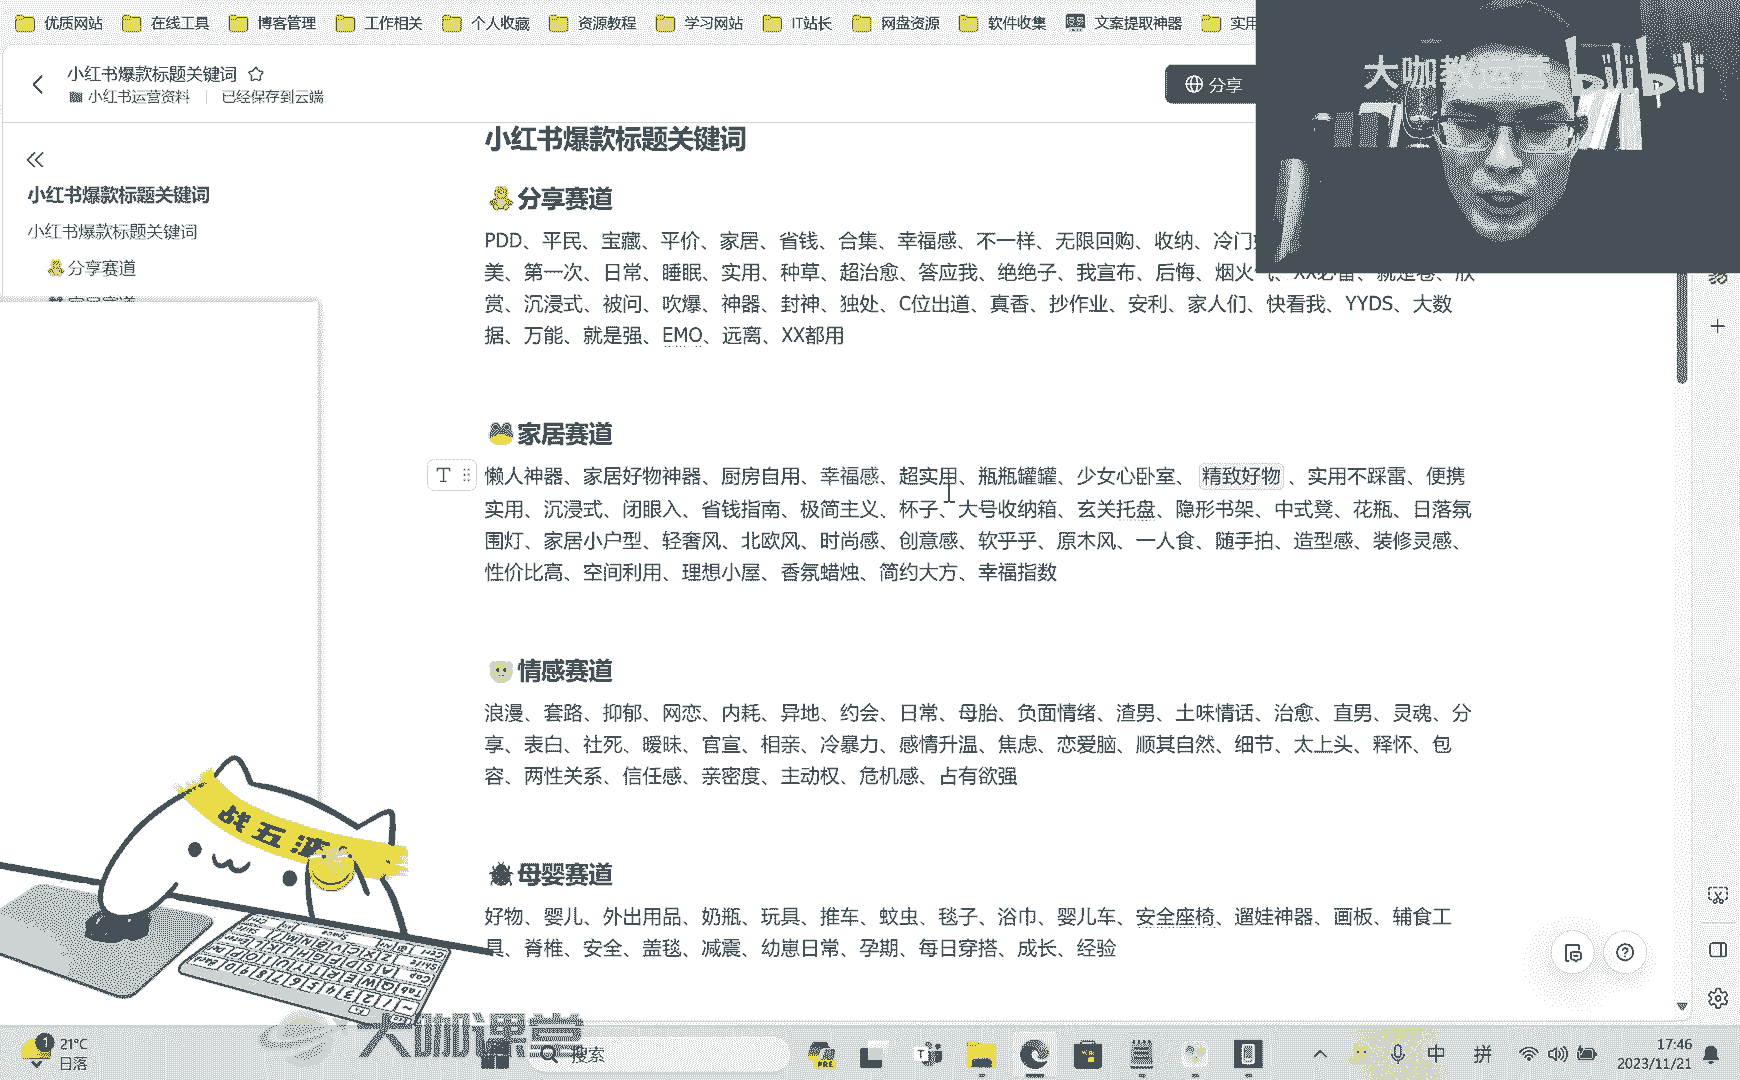 优质网站 在线工具 博客管理 工作相关 个人收藏 资源教程 学习网站 IT站长 网盘资源 软件收集 文案提取神器 实用
大咖教运营 bilibili
小红书爆款标题关键词
小红书运营资料 已经保存到云端
分享
小红书爆款标题关键词
小红书爆款标题关键词
分享赛道
小红书爆款标题关键词
分享赛道
PDD、平民、宝藏、平价、家居、省钱、合集、幸福感、不一样、无限回购、收纳、冷门
美、第一次、日常、睡眠、实用、种草、超治愈、答应我、绝绝子、我宣布、后悔、烟火气、XX必备、就是卷、欣
赏、沉浸式、被问、吹爆、神器、封神、独处、C位出道、真香、抄作业、安利、家人们、快看我、YYDS、大数
据、万能、就是强、EMO、远离、XX都用
家居赛道
懒人神器、家居好物神器、厨房自用、幸福感、超实用、瓶瓶罐罐、少女心卧室、精致好物、实用不踩雷、便携
实用、沉浸式、闭眼入、省钱指南、极简主义、杯子、大号收纳箱、玄关托盘、隐形书架、中式凳、花瓶、日落氛
围灯、家居小户型、轻奢风、北欧风、时尚感、创意感、软乎乎、原木风、一人食、随手拍、造型感、装修灵感、
性价比高、空间利用、理想小屋、香氛蜡烛、简约大方、幸福指数
情感赛道
浪漫、套路、抑郁、网恋、内耗、异地、约会、日常、母胎、负面情绪、渣男、土味情话、治愈、直男、灵魂、分
享、表白、社死、暧昧、官宣、相亲、冷暴力、感情升温、焦虑、恋爱脑、顺其自然、细节、太上头、释怀、包
容、两性关系、信任感、亲密度、主动权、危机感、占有欲强
母婴赛道
好物、婴儿、外出用品、奶瓶、玩具、推车、蚊虫、毯子、浴巾、婴儿车、安全座椅、遛娃神器、画板、辅食工
具、脊椎、安全、盖毯、减震、幼崽日常、孕期、每日穿搭、成长、经验
战五渣
大咖课堂
1 21°C
日落
搜索
PRE
中 拼
17:46
2023/11/21